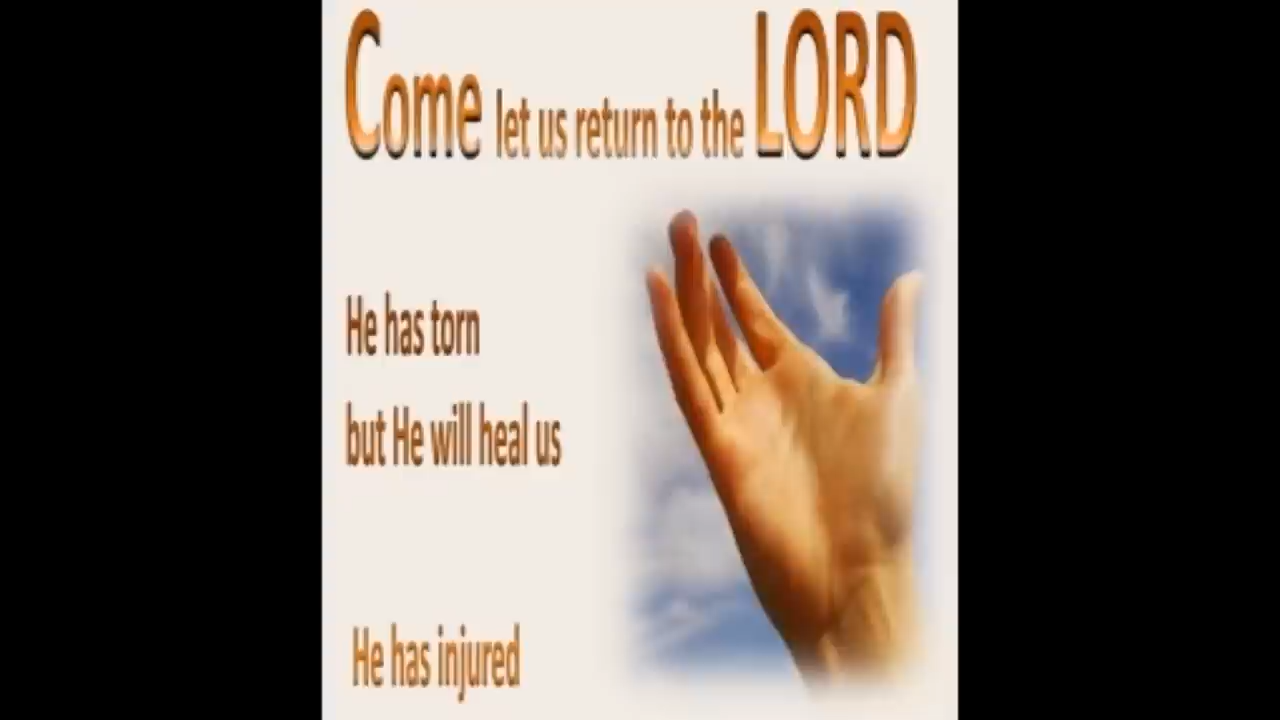 Come let us return to the LORD
He has torn
but He will heal us
He has injured